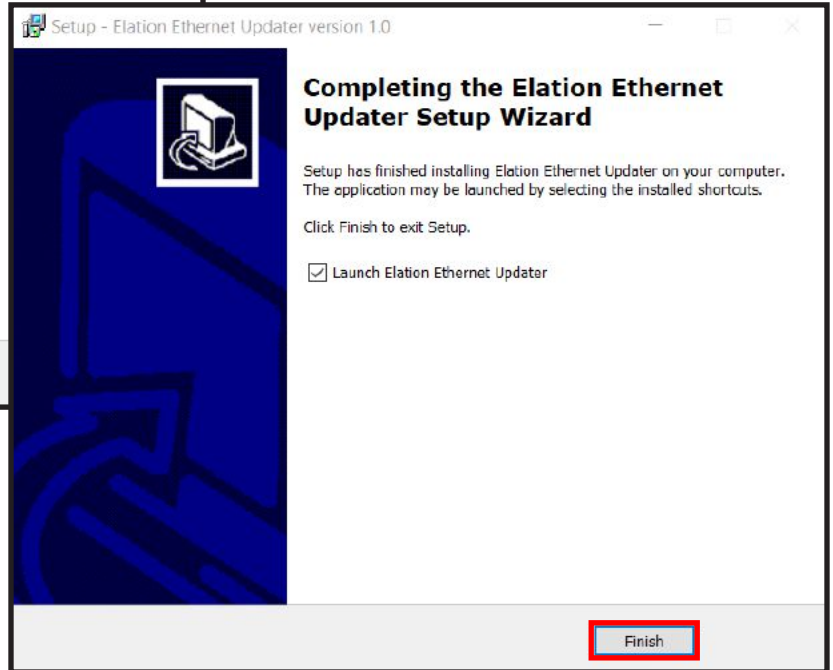 Setup - Elation Ethernet Updater version 1.0
Completing the Elation Ethernet
Updater Setup Wizard
Setup has finished installing Elation Ethernet Updater on your computer.
The application may be launched by selecting the installed shortcuts.
Click Finish to exit Setup.
Launch Elation Ethernet Updater
Finish